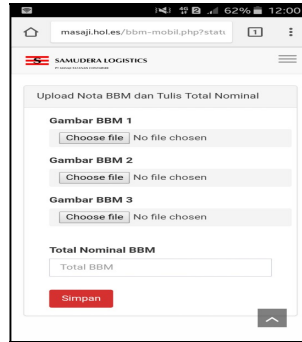 62% 12:00
masaji.hol.es/bbm-mobil.php?statu
1
SAMUDERA LOGISTICS
Upload Nota BBM dan Tulis Total Nominal
Gambar BBM 1
Choose file No file chosen
Gambar BBM 2
Choose file No file chosen
Gambar BBM 3
Choose file No file chosen
Total Nominal BBM
Total BBM
Simpan